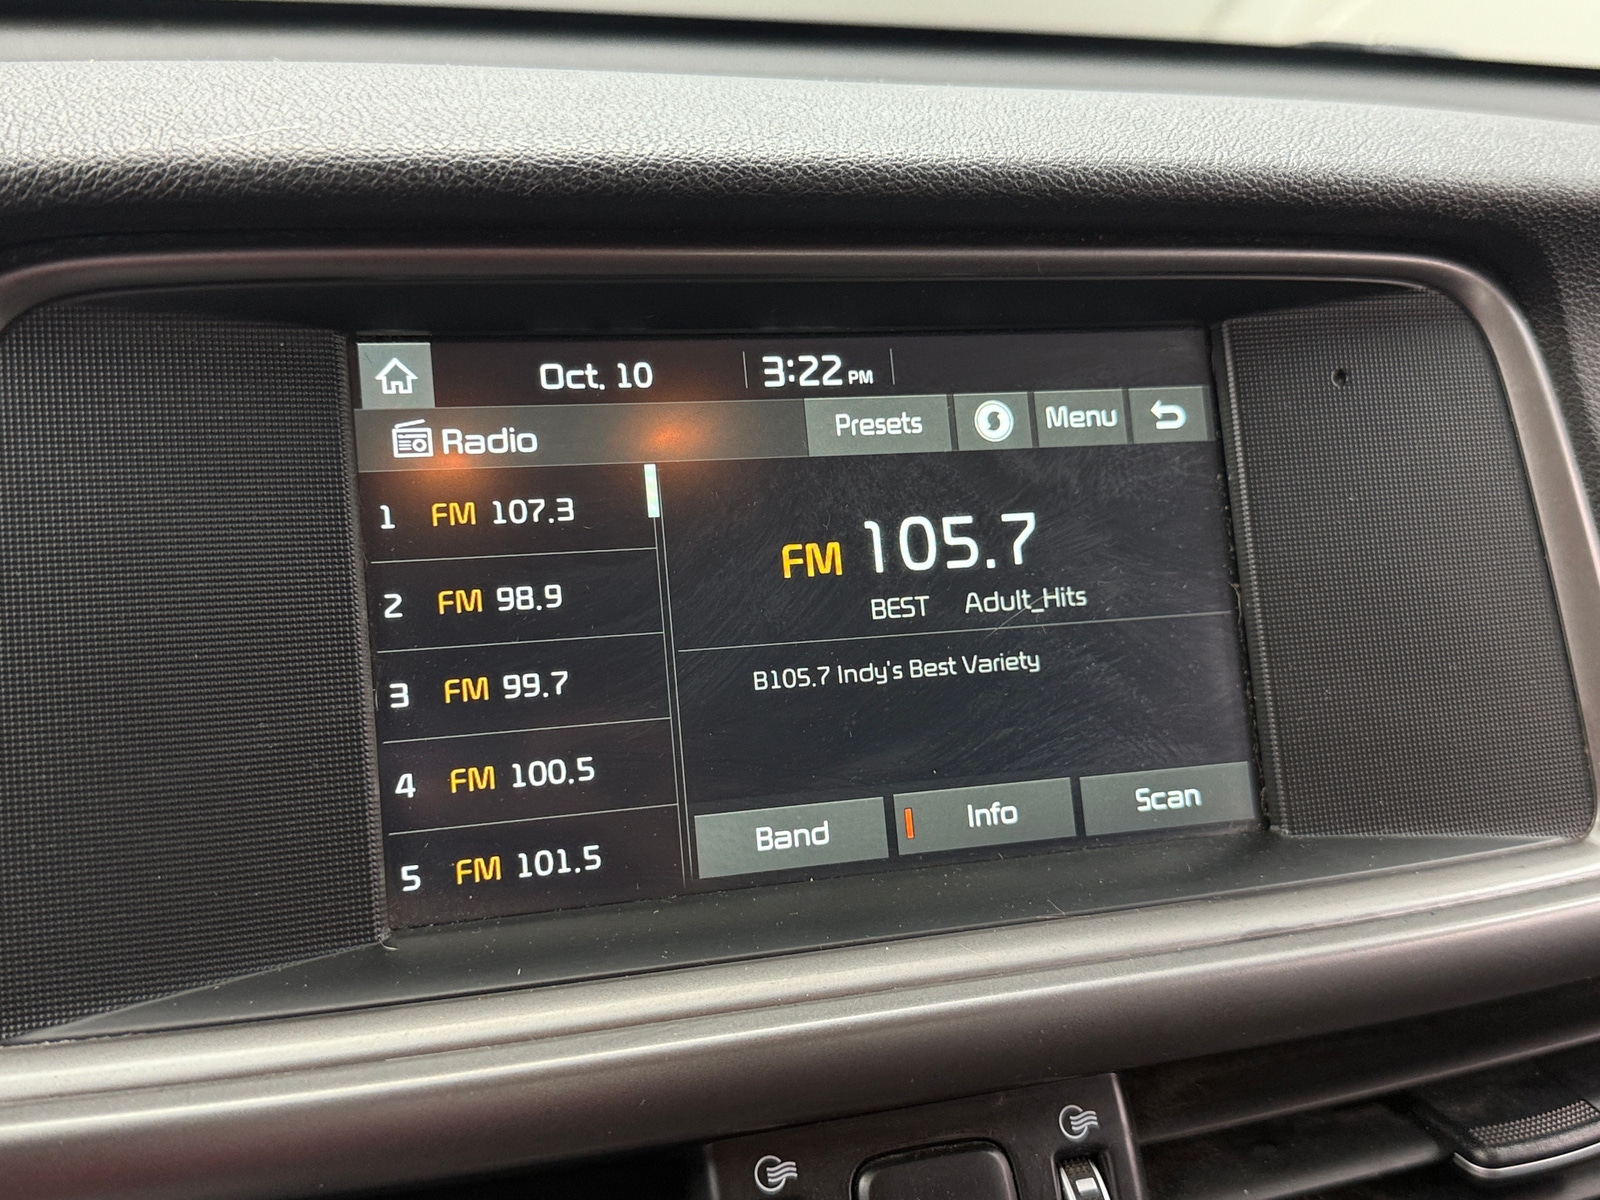 Oct. 10 3:22 PM
Radio Presets Menu
1 FM 107.3
2 FM 98.9
3 FM 99.7
4 FM 100.5
5 FM 101.5
FM 105.7
BEST Adult_Hits
B105.7 Indy's Best Variety
Band Info Scan